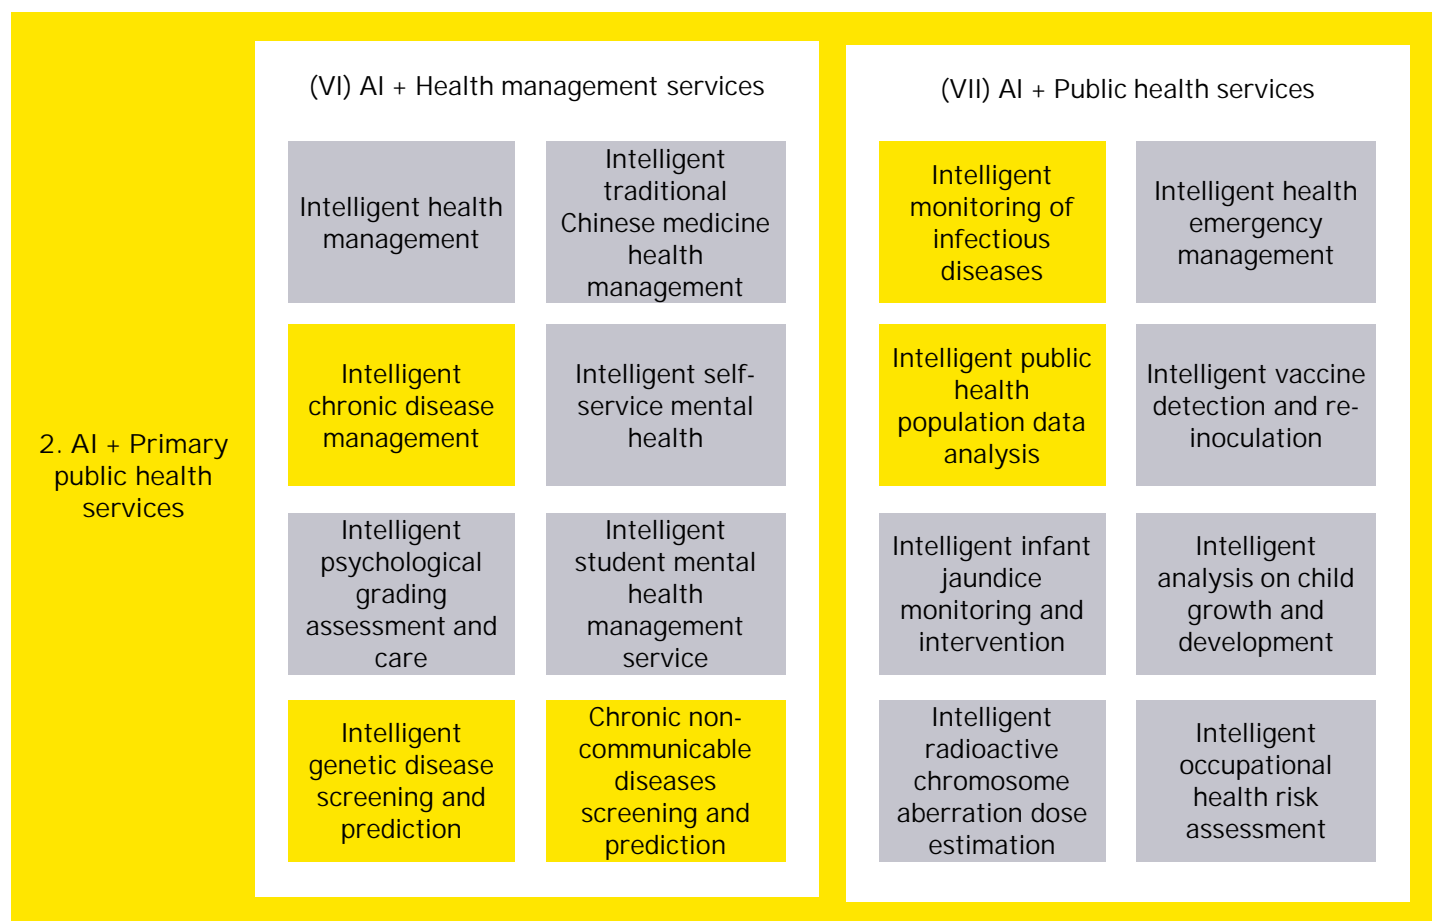 2. AI + Primary
public health
services
(VI) AI + Health management services
Intelligent health
management
Intelligent
traditional
Chinese medicine
health
management
Intelligent
chronic disease
management
Intelligent self-
service mental
health
Intelligent
psychological
grading
assessment and
care
Intelligent
student mental
health
management
service
Intelligent
genetic disease
screening and
prediction
Chronic non-
communicable
diseases
screening and
prediction
(VII) AI + Public health services
Intelligent
monitoring of
infectious
diseases
Intelligent health
emergency
management
Intelligent public
health
population data
analysis
Intelligent vaccine
detection and re-
inoculation
Intelligent infant
jaundice
monitoring and
intervention
Intelligent
analysis on child
growth and
development
Intelligent
radioactive
chromosome
aberration dose
estimation
Intelligent
occupational
health risk
assessment